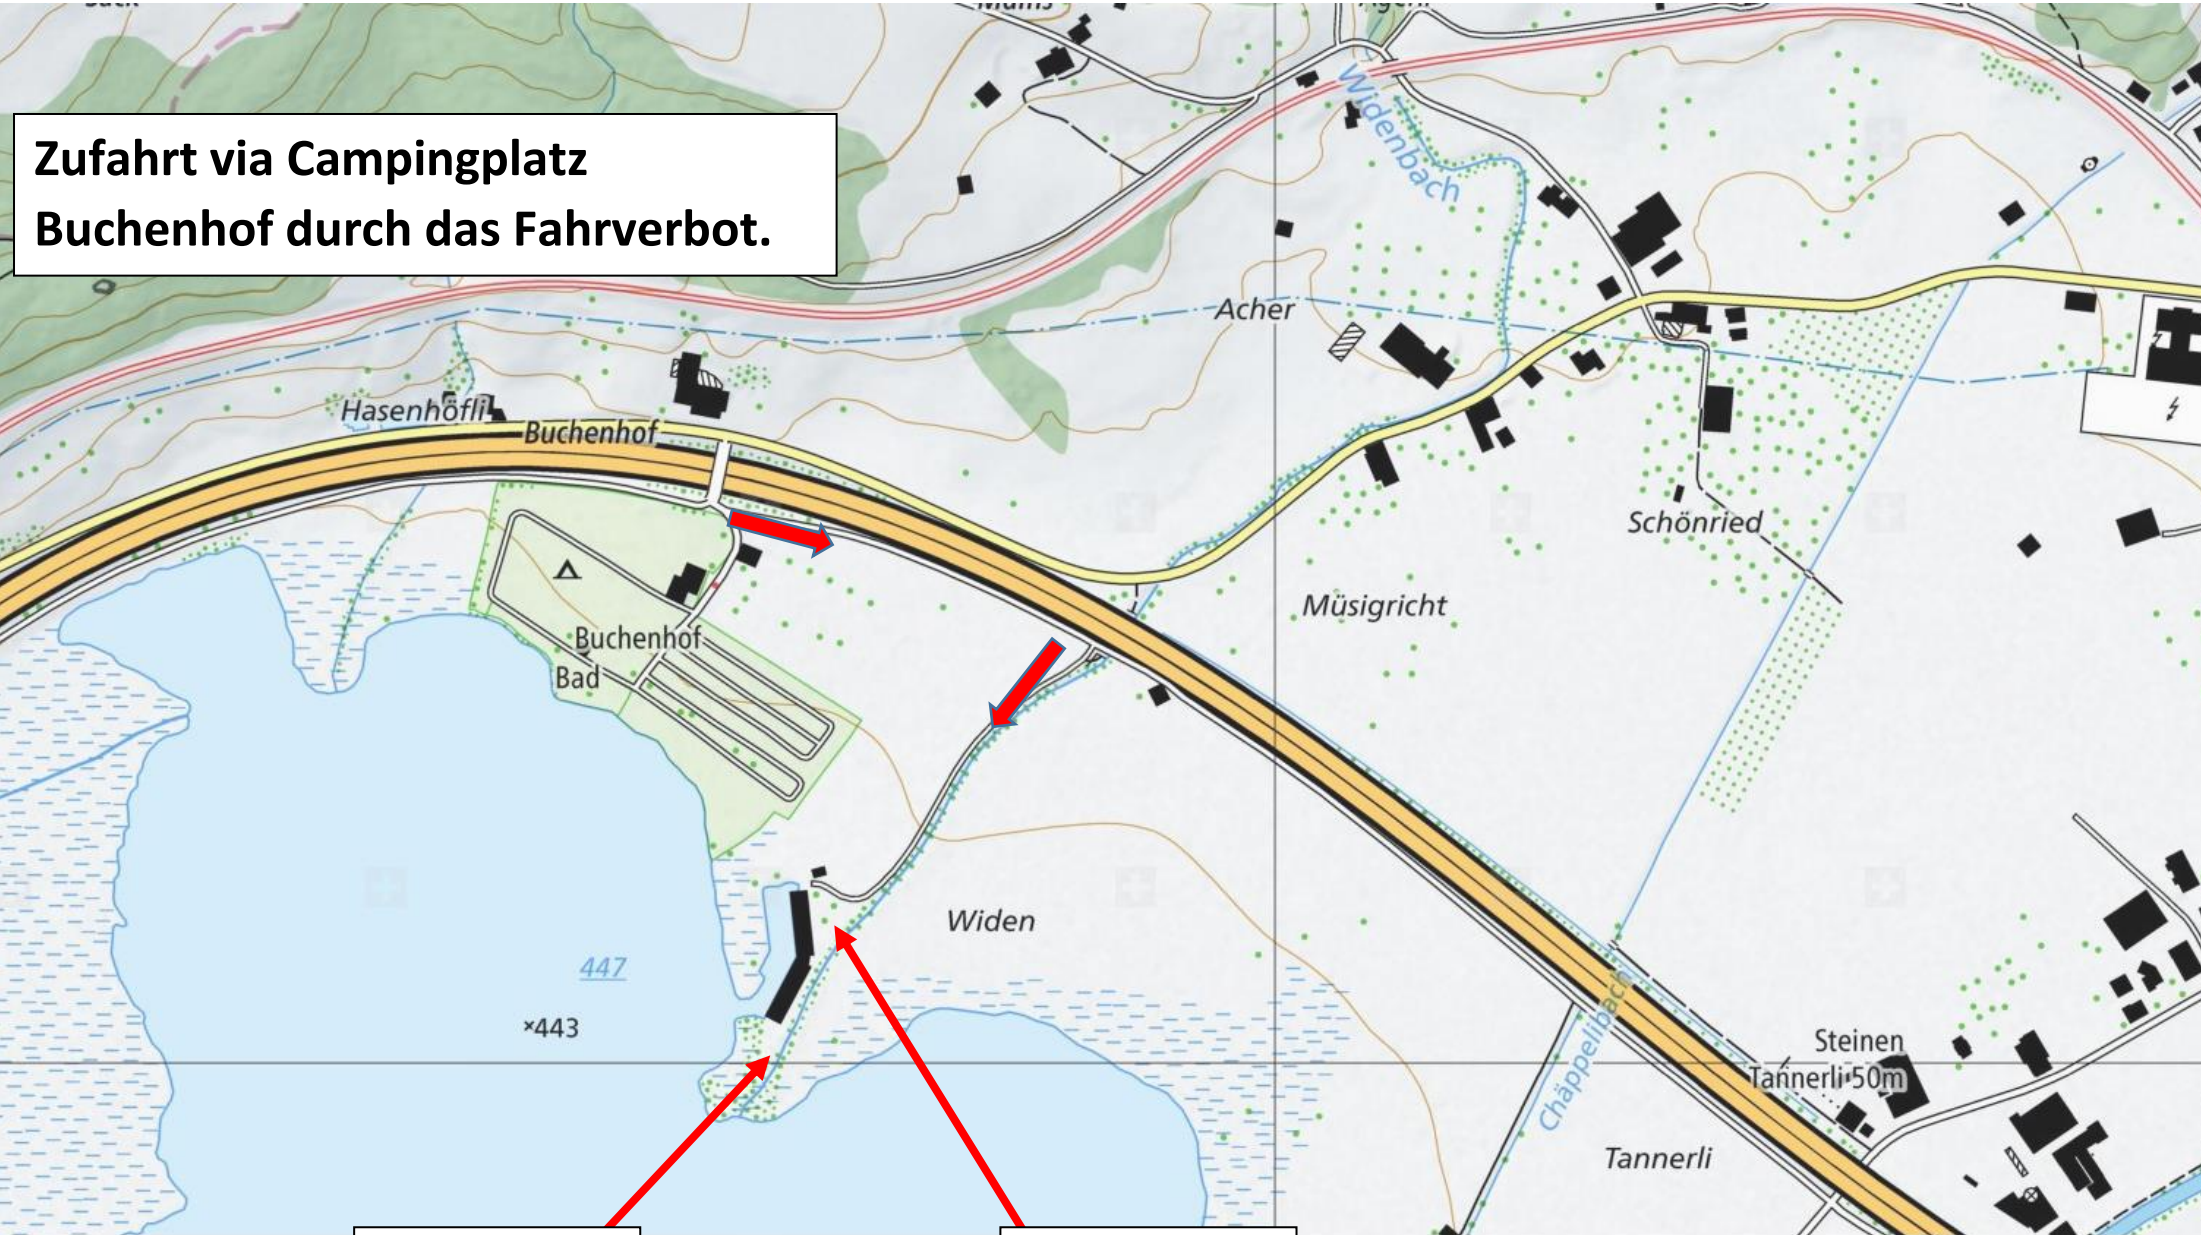 Zufahrt via Campingplatz
Buchenhof durch das Fahrverbot.
Widenbach
Acher
Hasenhöfli
Buchenhof
Schönried
Müsigricht
Buchenhof
Bad
Widen
447
×443
Chäppelibach
Steinen
Tannerli 50m
Tannerli